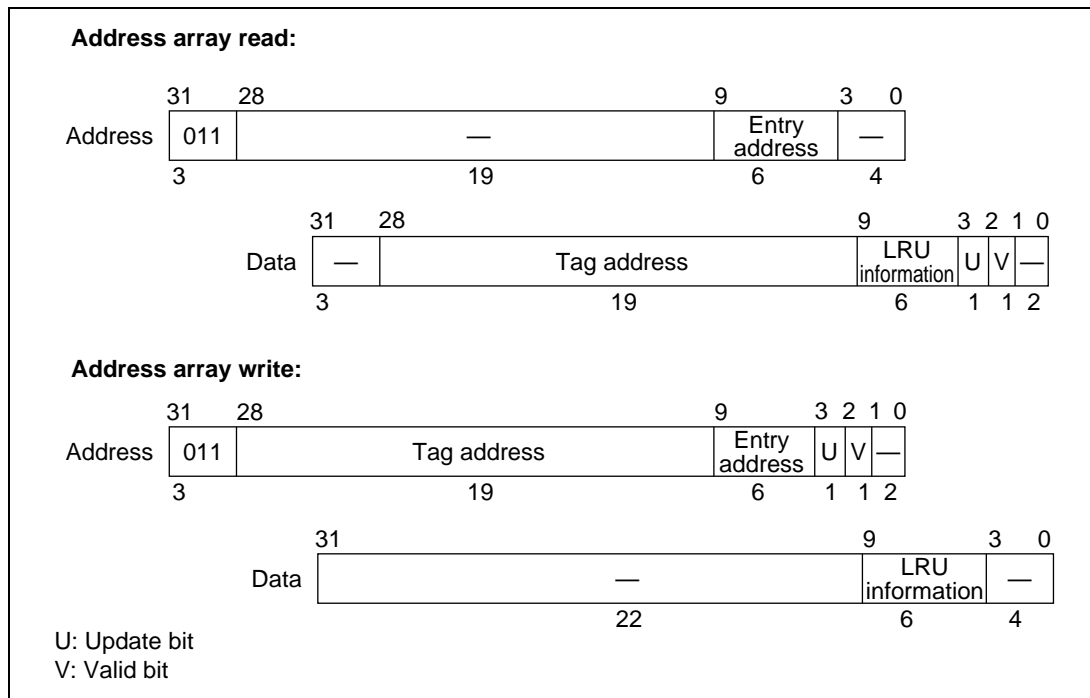 Address array read:
31 28 9 3 0
Address 011 — Entry address —
3 19 6 4
31 28 9 3 2 1 0
Data — Tag address LRU information U V —
3 19 6 1 1 2
Address array write:
31 28 9 3 2 1 0
Address 011 Tag address Entry address U V —
3 19 6 1 1 2
31 9 3 0
Data — LRU information —
22 6 4
U: Update bit
V: Valid bit